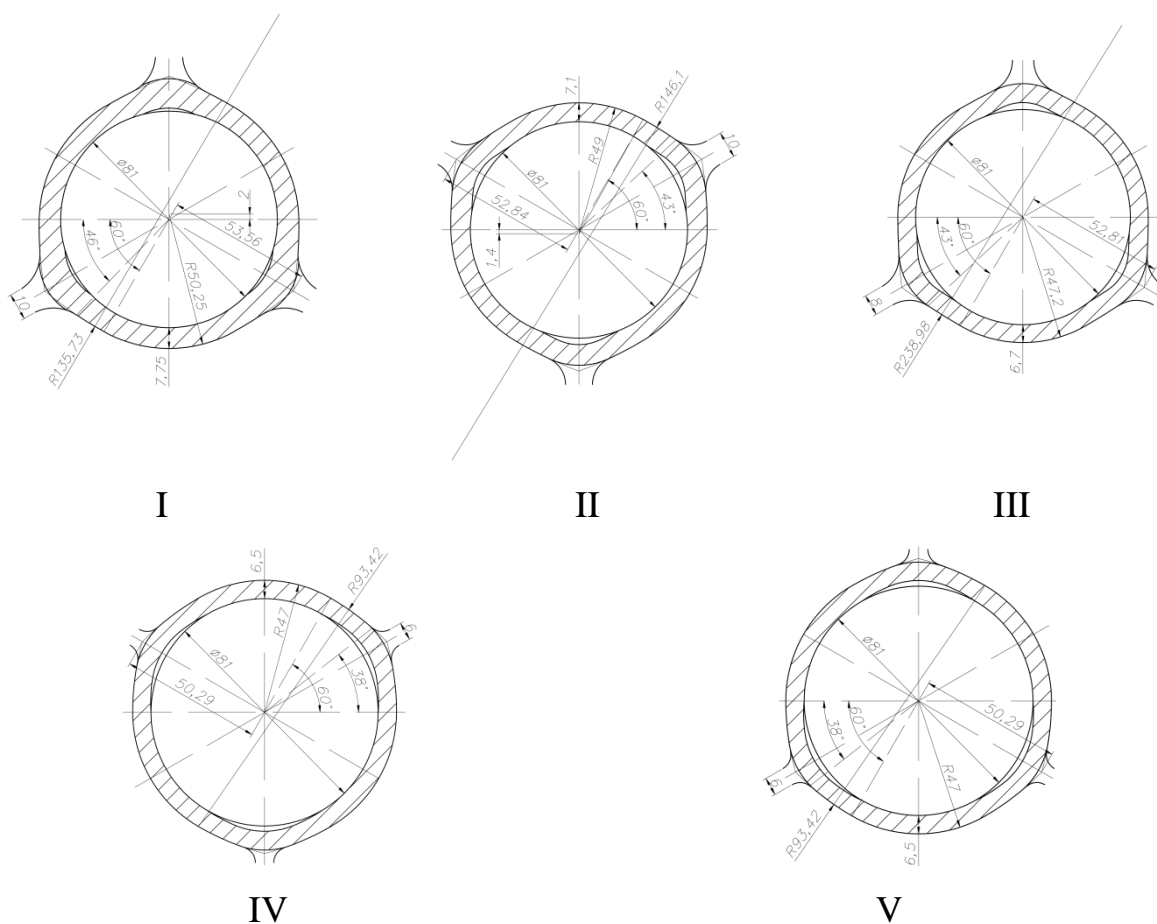 ø81
2
46°
60°
53,56
R50,25
10
R135,73
7,75
I
7,1
R146,1
R49
10
ø81
52,84
43°
60°
1,4
II
ø81
43°
60°
52,81
R47,2
8
R238,98
6,7
III
6,5
R93,42
R47
6
ø81
50,29
38°
60°
IV
ø81
38°
60°
50,29
R47
6
R93,42
6,5
V